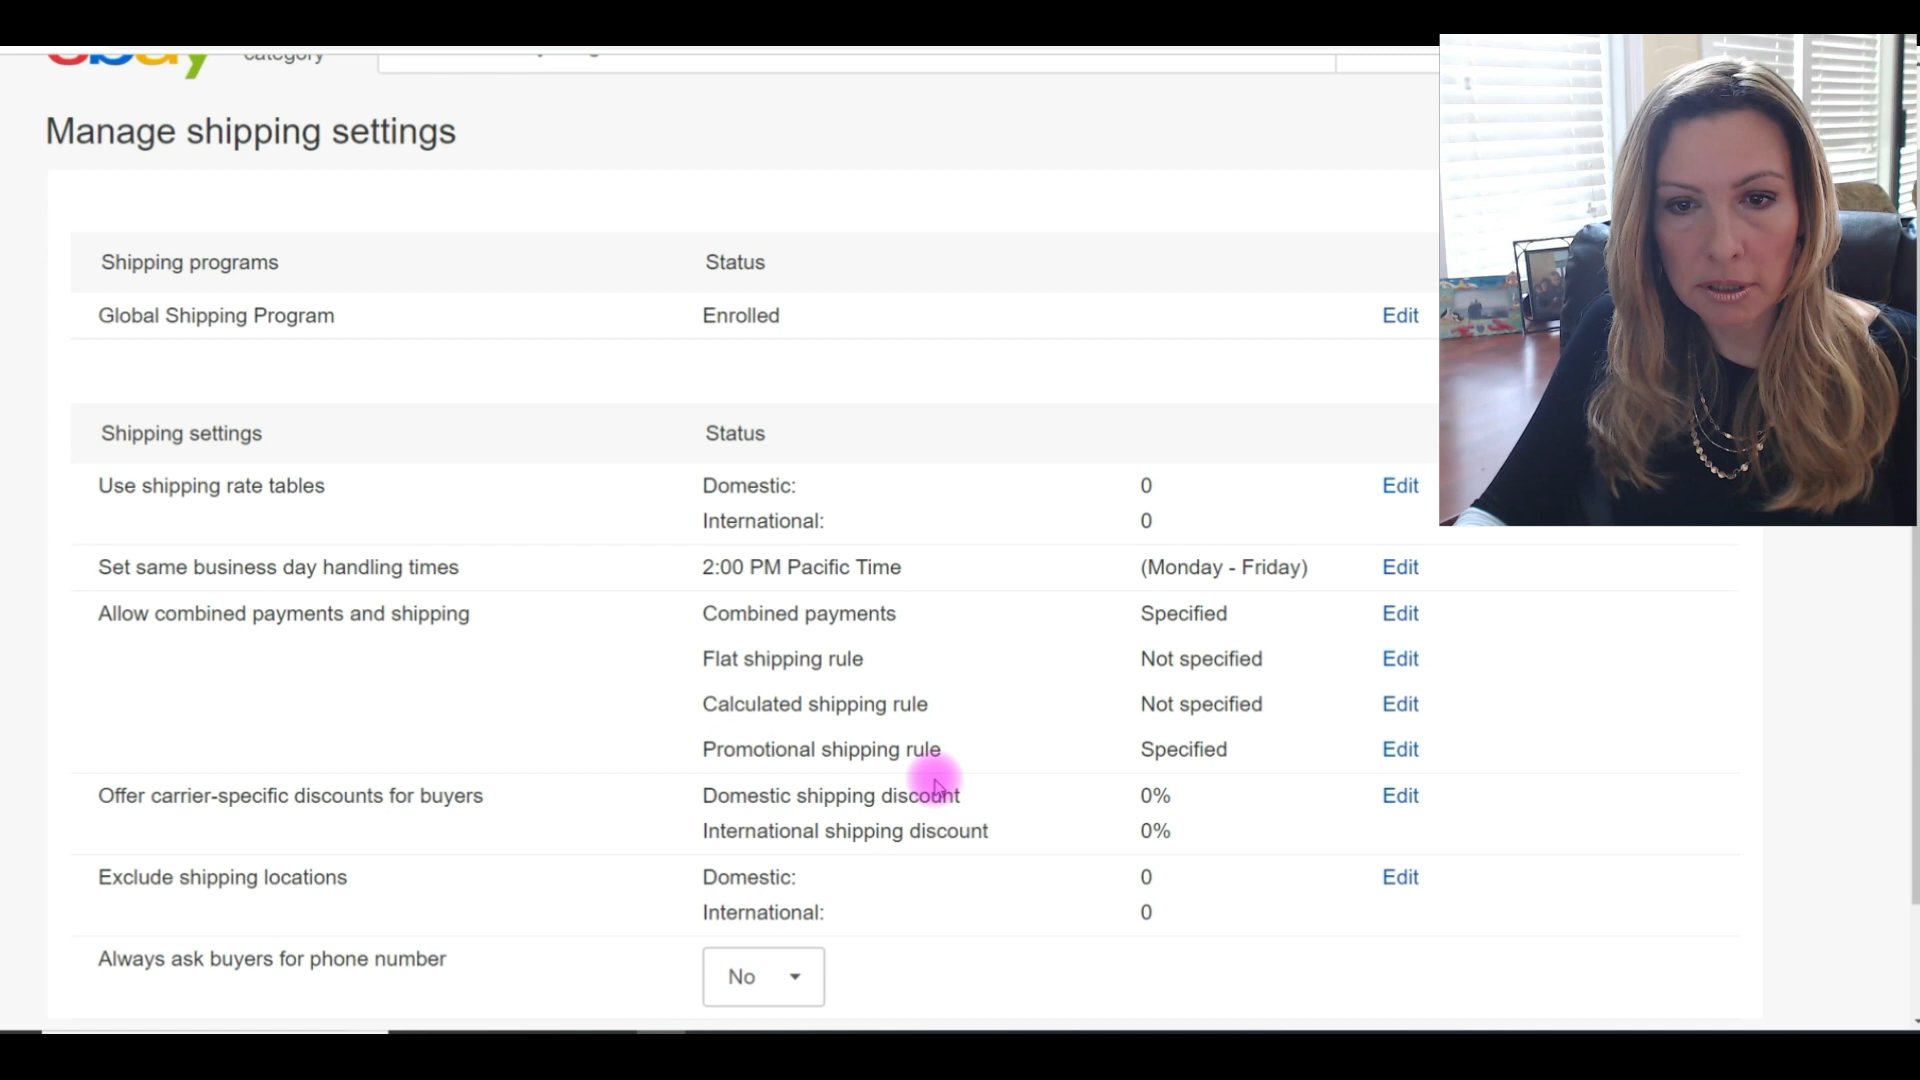 ebay category
Manage shipping settings
Shipping programs Status
Global Shipping Program Enrolled Edit
Shipping settings Status
Use shipping rate tables Domestic: 0 Edit
International: 0
Set same business day handling times 2:00 PM Pacific Time (Monday - Friday) Edit
Allow combined payments and shipping Combined payments Specified Edit
Flat shipping rule Not specified Edit
Calculated shipping rule Not specified Edit
Promotional shipping rule Specified Edit
Offer carrier-specific discounts for buyers Domestic shipping discount 0% Edit
International shipping discount 0%
Exclude shipping locations Domestic: 0 Edit
International: 0
Always ask buyers for phone number No